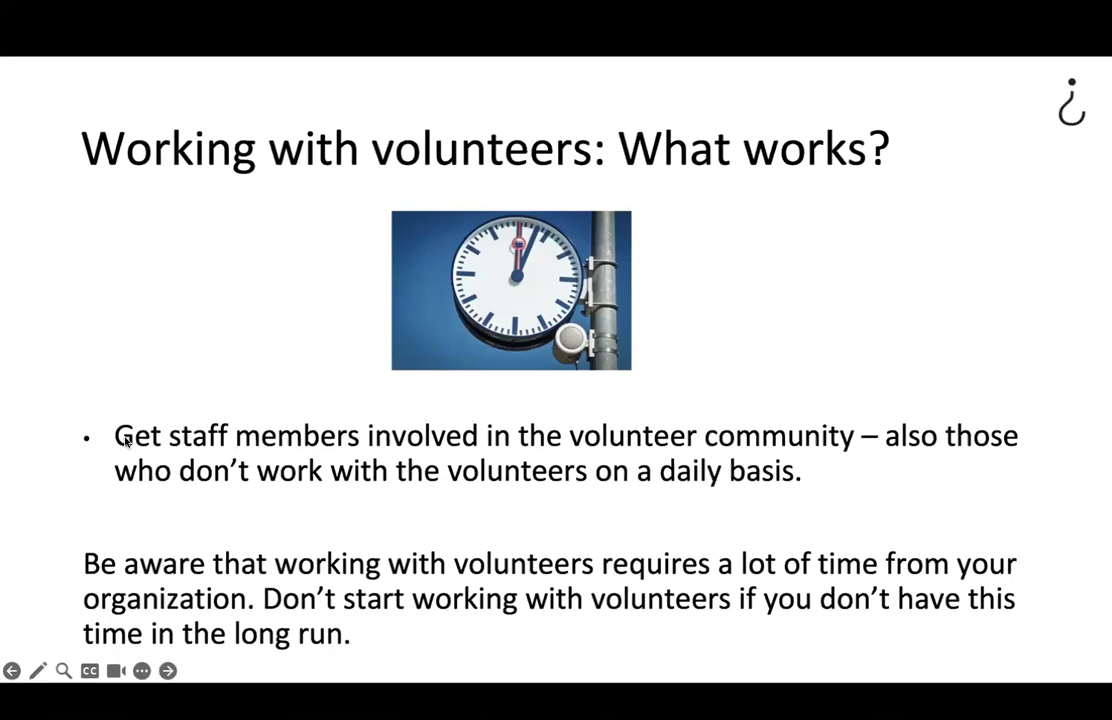 Working with volunteers: What works?
• Get staff members involved in the volunteer community – also those
who don’t work with the volunteers on a daily basis.
Be aware that working with volunteers requires a lot of time from your
organization. Don’t start working with volunteers if you don’t have this
time in the long run.
CC